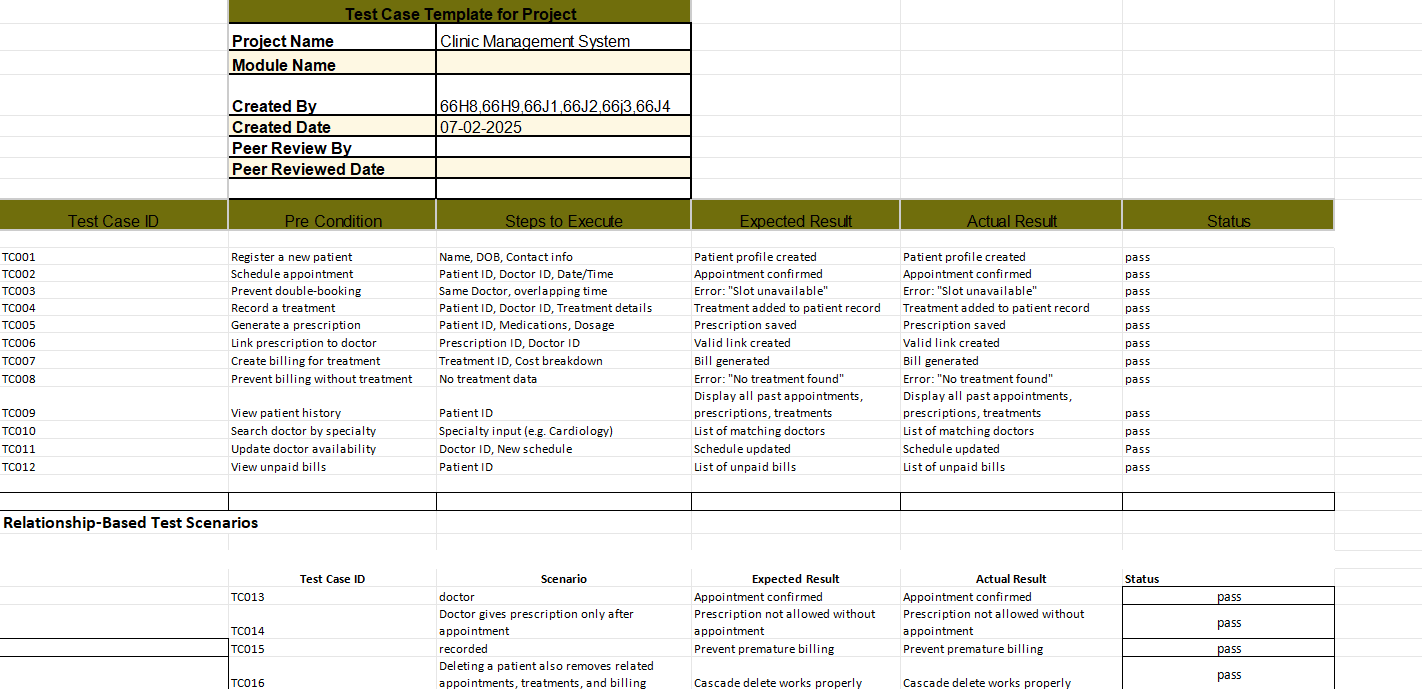 Test Case Template for Project
Project Name Clinic Management System
Module Name
Created By 66H8,66H9,66J1,66J2,66j3,66J4
Created Date 07-02-2025
Peer Review By
Peer Reviewed Date
Test Case ID Pre Condition Steps to Execute Expected Result Actual Result Status
TC001 Register a new patient Name, DOB, Contact info Patient profile created Patient profile created pass
TC002 Schedule appointment Patient ID, Doctor ID, Date/Time Appointment confirmed Appointment confirmed pass
TC003 Prevent double-booking Same Doctor, overlapping time Error: "Slot unavailable" Error: "Slot unavailable" pass
TC004 Record a treatment Patient ID, Doctor ID, Treatment details Treatment added to patient record Treatment added to patient record pass
TC005 Generate a prescription Patient ID, Medications, Dosage Prescription saved Prescription saved pass
TC006 Link prescription to doctor Prescription ID, Doctor ID Valid link created Valid link created pass
TC007 Create billing for treatment Treatment ID, Cost breakdown Bill generated Bill generated pass
TC008 Prevent billing without treatment No treatment data Error: "No treatment found" Error: "No treatment found" pass
Display all past appointments, Display all past appointments,
TC009 View patient history Patient ID prescriptions, treatments prescriptions, treatments pass
TC010 Search doctor by specialty Specialty input (e.g. Cardiology) List of matching doctors List of matching doctors pass
TC011 Update doctor availability Doctor ID, New schedule Schedule updated Schedule updated Pass
TC012 View unpaid bills Patient ID List of unpaid bills List of unpaid bills pass
Relationship-Based Test Scenarios
Test Case ID Scenario Expected Result Actual Result Status
TC013 doctor Appointment confirmed Appointment confirmed pass
Doctor gives prescription only after Prescription not allowed without Prescription not allowed without
TC014 appointment appointment appointment pass
TC015 recorded Prevent premature billing Prevent premature billing pass
Deleting a patient also removes related
TC016 appointments, treatments, and billing Cascade delete works properly Cascade delete works properly pass